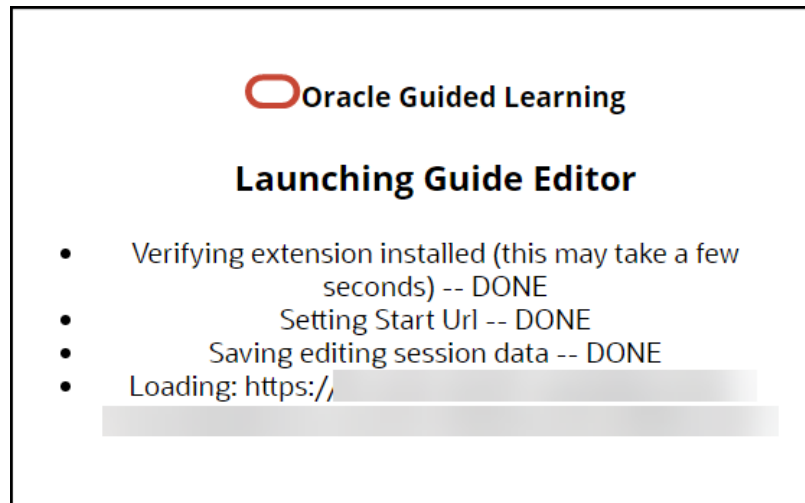 Oracle Guided Learning
Launching Guide Editor
• Verifying extension installed (this may take a few
seconds) -- DONE
• Setting Start Url -- DONE
• Saving editing session data -- DONE
• Loading: https://